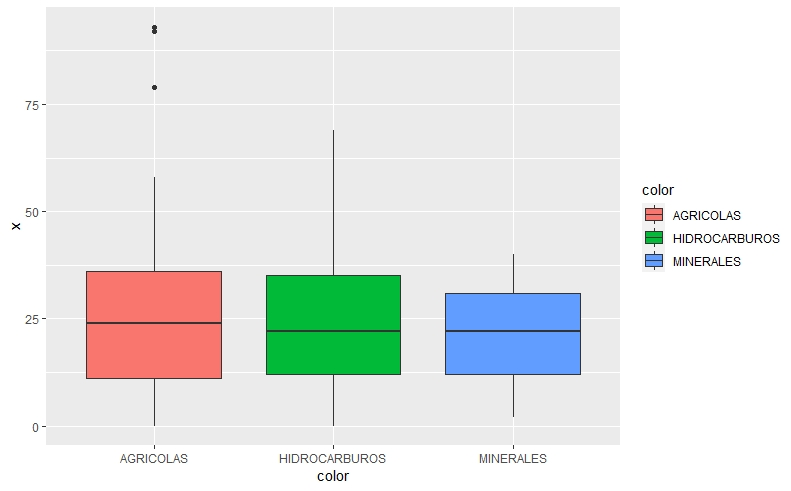 75
50
25
0
x
AGRICOLAS
HIDROCARBUROS
MINERALES
color
color
AGRICOLAS
HIDROCARBUROS
MINERALES